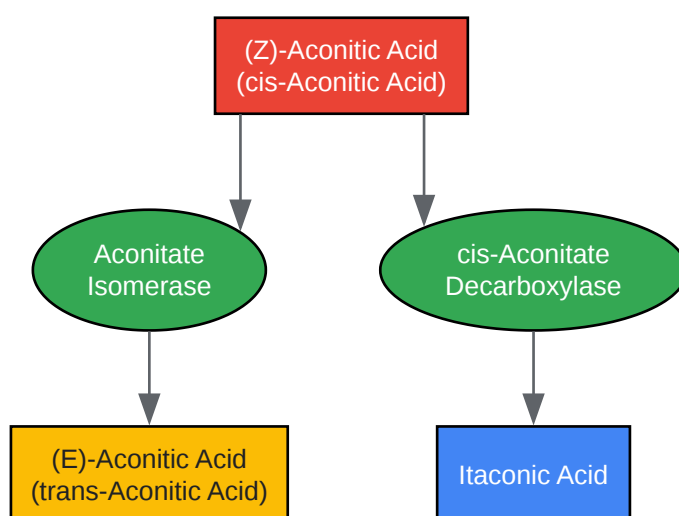 (Z)-Aconitic Acid
(cis-Aconitic Acid)
Aconitate
Isomerase
cis-Aconitate
Decarboxylase
(E)-Aconitic Acid
(trans-Aconitic Acid)
Itaconic Acid